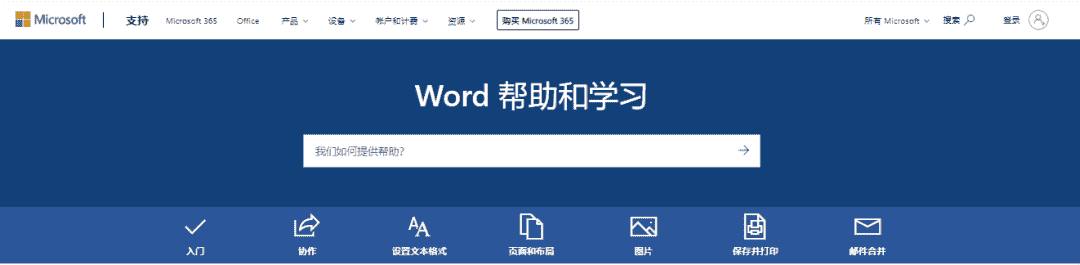 Microsoft 支持 Microsoft 365 Office 产品 设备 帐户和计费 资源 购买 Microsoft 365 所有 Microsoft 搜索 登录
Word 帮助和学习
我们如何提供帮助?
入门 协作 设置文本格式 页面和布局 图片 保存并打印 邮件合并